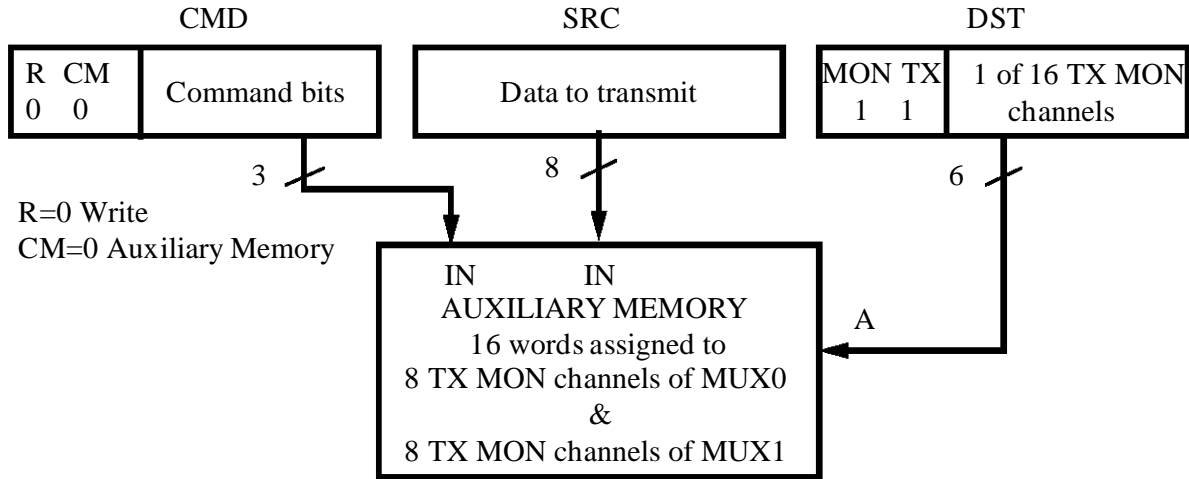 CMD
SRC
DST
R CM
0 0
Command bits
Data to transmit
MON TX
1 1
1 of 16 TX MON
channels
3
8
6
R=0 Write
CM=0 Auxiliary Memory
IN IN
AUXILIARY MEMORY
16 words assigned to
8 TX MON channels of MUX0
&
8 TX MON channels of MUX1
A